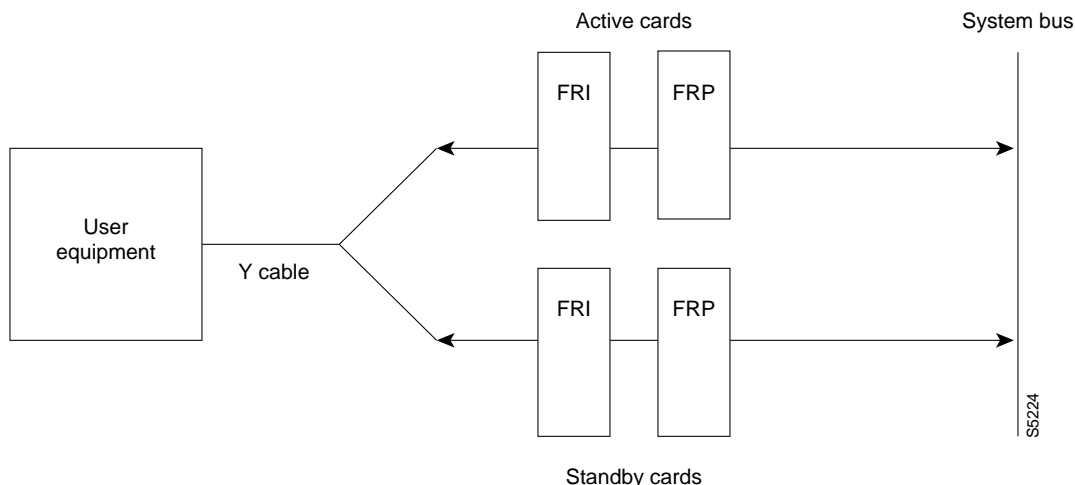 Active cards
System bus
FRI
FRP
User
equipment
Y cable
FRI
FRP
S5224
Standby cards